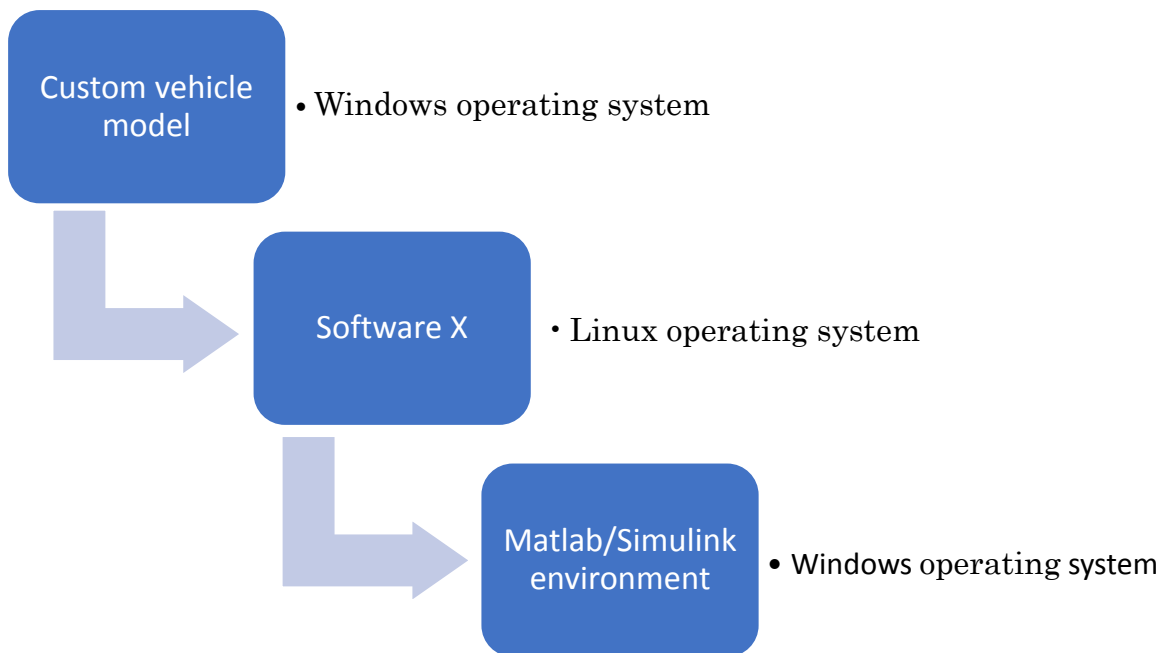 Custom vehicle
model
• Windows operating system
Software X
• Linux operating system
Matlab/Simulink
environment
• Windows operating system